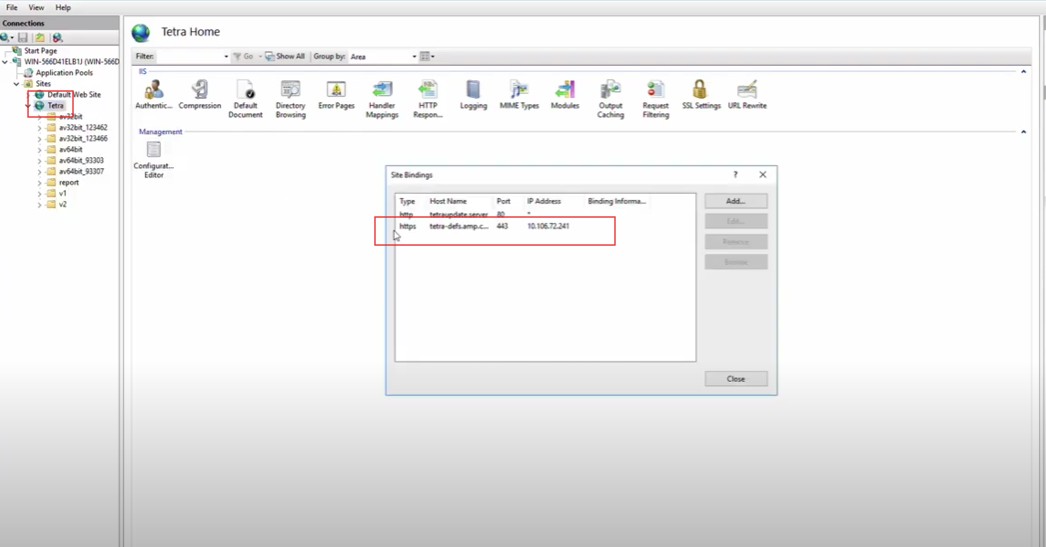 File View Help
Connections
Start Page
WIN-566D41ELB1J (WIN-566D
Application Pools
Sites
Default Web Site
Tetra
av32bit
av32bit_123462
av32bit_123466
av64bit
av64bit_93303
av64bit_93307
report
v1
v2
Tetra Home
Filter: Go Show All Group by: Area
IIS
Authentic... Compression Default Document Directory Browsing Error Pages Handler Mappings HTTP Respon... Logging MIME Types Modules Output Caching Request Filtering SSL Settings URL Rewrite
Management
Configurat... Editor
Site Bindings ?
Type Host Name Port IP Address Binding Informa...
http tetraupdate.server 80 *
https tetra-defs.amp.c... 443 10.106.72.241
Add...
Edit...
Remove
Browse
Close